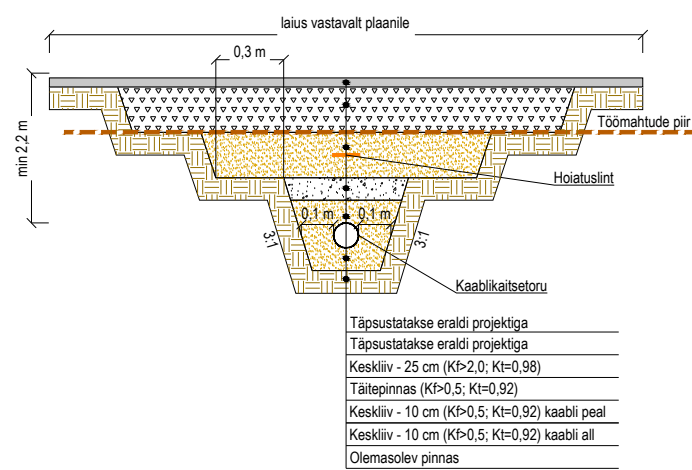 laius vastavalt plaanile
0,3 m
min 2,2 m
Töömahtude piir
Hoiatuslint
0,1 m 0,1 m
3:1 3:1
Kaablikaitsetoru
Täpsustatakse eraldi projektiga
Täpsustatakse eraldi projektiga
Keskliiv - 25 cm (Kf>2,0; Kt=0,98)
Täitepinnas (Kf>0,5; Kt=0,92)
Keskliiv - 10 cm (Kf>0,5; Kt=0,92) kaabli peal
Keskliiv - 10 cm (Kf>0,5; Kt=0,92) kaabli all
Olemasolev pinnas